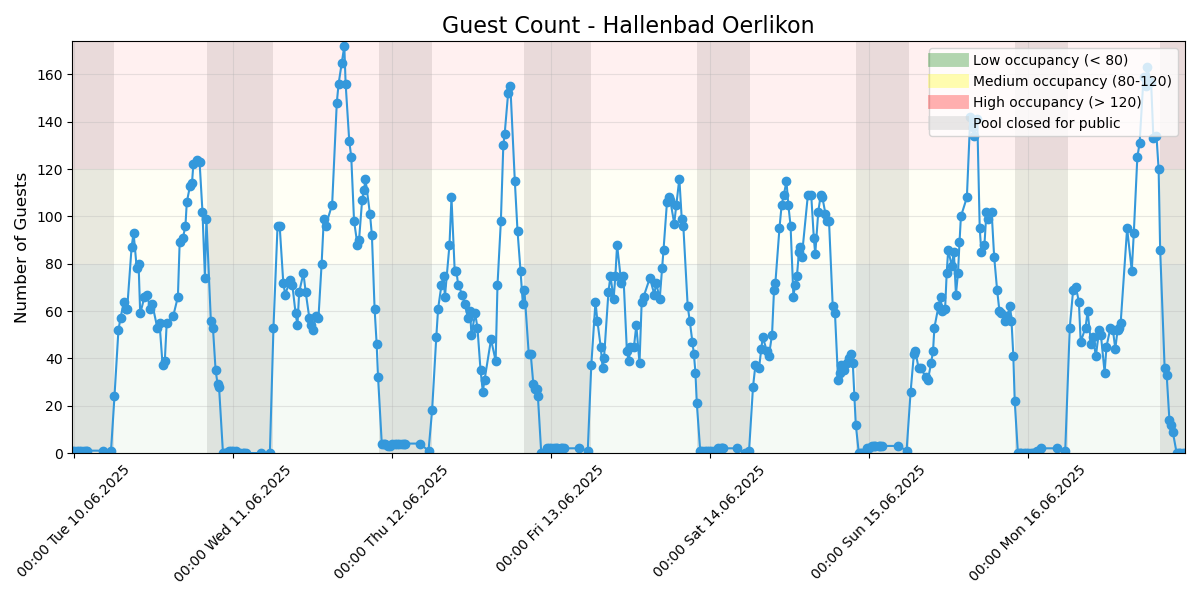 Guest Count - Hallenbad Oerlikon
Number of Guests
160
140
120
100
80
60
40
20
0
Low occupancy (< 80)
Medium occupancy (80-120)
High occupancy (> 120)
Pool closed for public
00:00 Tue 10.06.2025
00:00 Wed 11.06.2025
00:00 Thu 12.06.2025
00:00 Fri 13.06.2025
00:00 Sat 14.06.2025
00:00 Sun 15.06.2025
00:00 Mon 16.06.2025